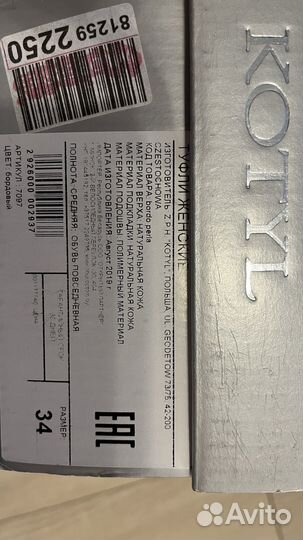 81259 2250
KOTYL
ТУФЛИ ЖЕНСКИЕ
ИЗГОТОВИТЕЛЬ: Z.P.H. "KOTYL", ПОЛЬША, UL. GEODETOW 73/75, 42-200
CZESTOCHOWA
КОД ТОВАРА: bordo perla
МАТЕРИАЛ ВЕРХА: НАТУРАЛЬНАЯ КОЖА
МАТЕРИАЛ ПОДКЛАДКИ: НАТУРАЛЬНАЯ КОЖА
МАТЕРИАЛ ПОДОШВЫ: ПОЛИМЕРНЫЙ МАТЕРИАЛ
ДАТА ИЗГОТОВЛЕНИЯ: Август 2019 г.
ПОЛНОТА: СРЕДНЯЯ; ОБУВЬ ПОВСЕДНЕВНАЯ
2 926000 002937
АРТИКУЛ: 7097
ЦВЕТ: бордовый
РАЗМЕР:
34
EAC
Avito